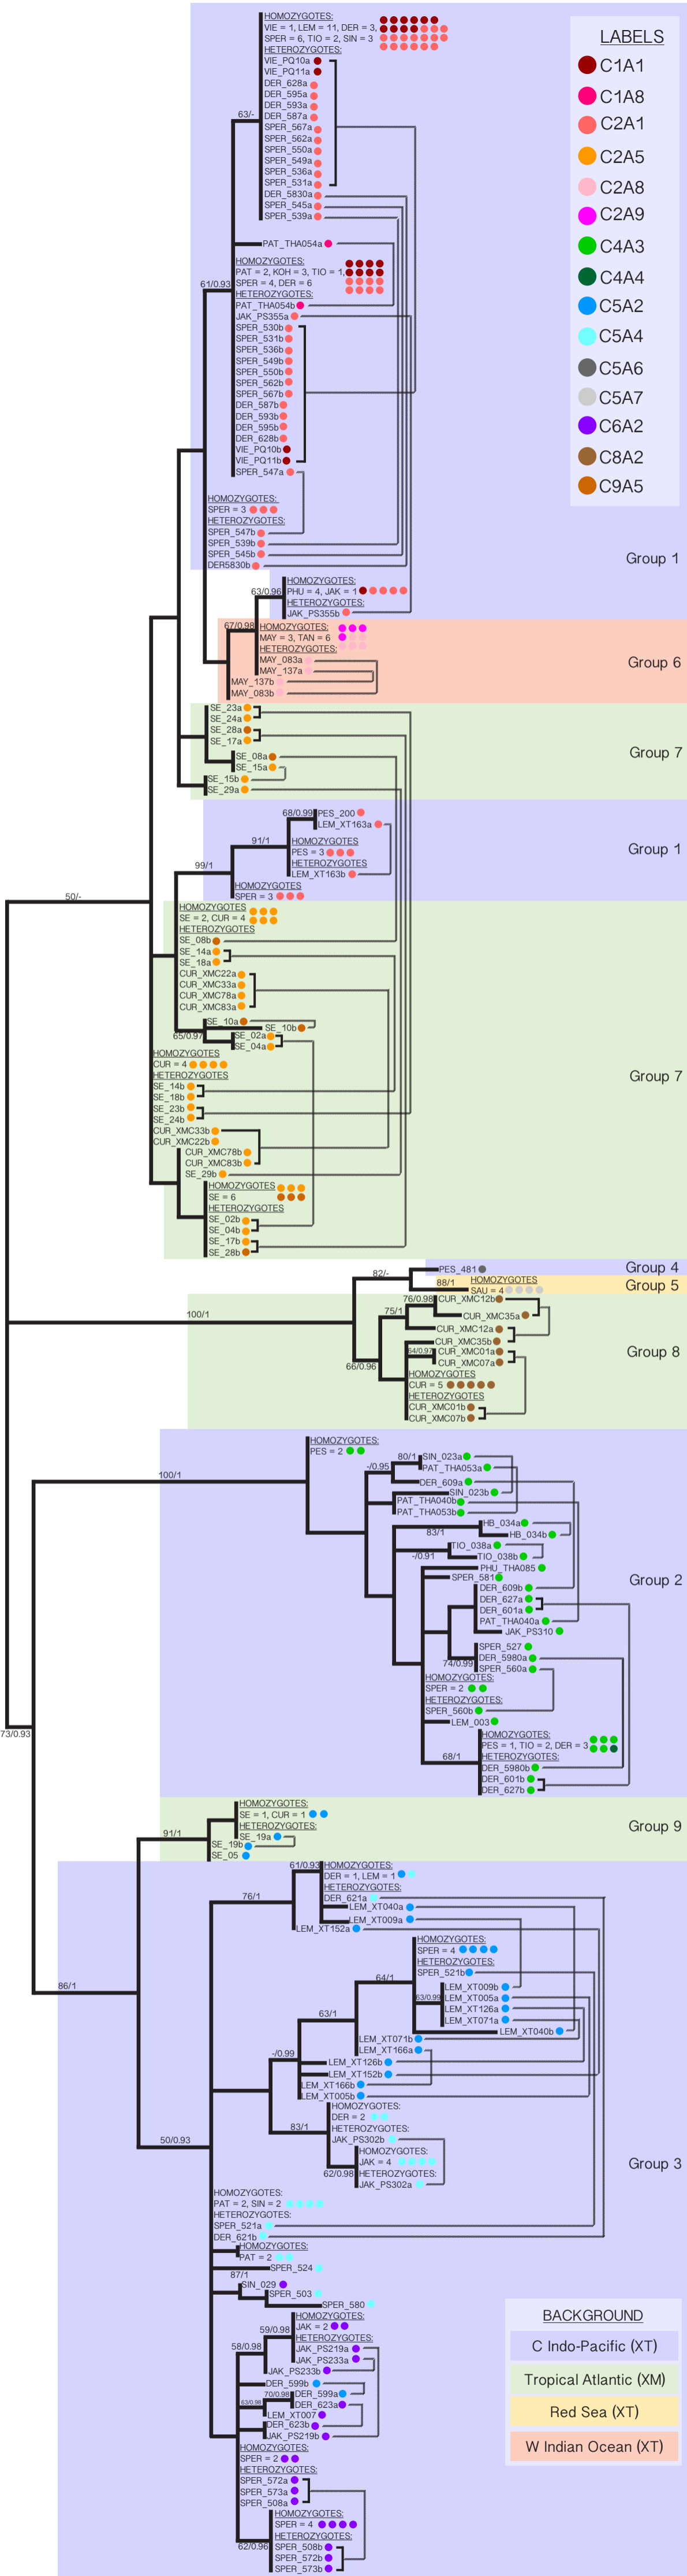 HOMOZYGOTES:
VIE = 1, LEM = 11, DER = 3,
SPER = 6, TIO = 2, SIN = 3
HETEROZYGOTES:
VIE_PQ10a
VIE_PQ11a
DER_628a
DER_595a
DER_593a
DER_587a
63/-
SPER_567a
SPER_562a
SPER_550a
SPER_549a
SPER_536a
SPER_531a
DER_5830a
SPER_545a
SPER_539a
PAT_THA054a
HOMOZYGOTES:
PAT = 2, KOH = 3, TIO = 1,
SPER = 4, DER = 6
61/0.93
HETEROZYGOTES:
PAT_THA054b
JAK_PS355a
SPER_530b
SPER_531b
SPER_536b
SPER_549b
SPER_550b
SPER_562b
SPER_567b
DER_587b
DER_593b
DER_595b
DER_628b
VIE_PQ10b
VIE_PQ11b
SPER_547a
HOMOZYGOTES:
SPER = 3
HETEROZYGOTES:
SPER_547b
SPER_539b
SPER_545b
DER5830b
Group 1
HOMOZYGOTES:
63/0.96
PHU = 4, JAK = 1
HETEROZYGOTES:
JAK_PS355b
67/0.98
HOMOZYGOTES:
MAY = 3, TAN = 6
HETEROZYGOTES:
MAY_083a
MAY_137a
MAY_137b
MAY_083b
Group 6
SE_23a
SE_24a
SE_28a
SE_17a
SE_08a
SE_15a
SE_15b
SE_29a
Group 7
68/0.99
PES_200
LEM_XT163a
91/1
HOMOZYGOTES
PES = 3
HETEROZYGOTES
LEM_XT163b
99/1
HOMOZYGOTES
SPER = 3
Group 1
50/-
HOMOZYGOTES
SE = 2, CUR = 4
HETEROZYGOTES
SE_08b
SE_14a
SE_18a
CUR_XMC22a
CUR_XMC33a
CUR_XMC78a
CUR_XMC83a
SE_10a
SE_10b
65/0.97
SE_02a
SE_04a
HOMOZYGOTES
CUR = 4
HETEROZYGOTES
SE_14b
SE_18b
SE_23b
SE_24b
CUR_XMC33b
CUR_XMC22b
CUR_XMC78b
CUR_XMC83b
SE_29b
HOMOZYGOTES
SE = 6
HETEROZYGOTES
SE_02b
SE_04b
SE_17b
SE_28b
Group 7
82/-
PES_481
Group 4
88/1
HOMOZYGOTES
SAU = 4
Group 5
100/1
76/0.98
CUR_XMC12b
75/1
CUR_XMC35a
CUR_XMC12a
CUR_XMC35b
64/0.97
CUR_XMC01a
CUR_XMC07a
66/0.96
HOMOZYGOTES
CUR = 5
HETEROZYGOTES
CUR_XMC01b
CUR_XMC07b
Group 8
HOMOZYGOTES:
PES = 2
100/1
-/0.95
80/1
SIN_023a
PAT_THA053a
DER_609a
SIN_023b
PAT_THA040b
PAT_THA053b
HB_034a
83/1
HB_034b
TIO_038a
-/0.91
TIO_038b
PHU_THA085
SPER_581
DER_609b
DER_627a
DER_601a
PAT_THA040a
JAK_PS310
SPER_527
DER_5980a
74/0.99
SPER_560a
HOMOZYGOTES:
SPER = 2
HETEROZYGOTES:
SPER_560b
LEM_003
HOMOZYGOTES:
PES = 1, TIO = 2, DER = 3
68/1
HETEROZYGOTES:
DER_5980b
DER_601b
DER_627b
Group 2
73/0.93
HOMOZYGOTES:
SE = 1, CUR = 1
HETEROZYGOTES:
91/1
SE_19a
SE_19b
SE_05
Group 9
61/0.93
HOMOZYGOTES:
DER = 1, LEM = 1
HETEROZYGOTES:
76/1
DER_621a
LEM_XT040a
LEM_XT009a
LEM_XT152a
HOMOZYGOTES:
SPER = 4
HETEROZYGOTES:
SPER_521b
64/1
LEM_XT009b
63/0.99
LEM_XT005a
LEM_XT126a
LEM_XT071a
LEM_XT040b
63/1
LEM_XT071b
LEM_XT166a
-/0.99
LEM_XT126b
LEM_XT152b
LEM_XT166b
LEM_XT005b
86/1
HOMOZYGOTES:
DER = 2
HETEROZYGOTES:
83/1
JAK_PS302b
HOMOZYGOTES:
JAK = 4
62/0.98
HETEROZYGOTES:
JAK_PS302a
50/0.93
Group 3
HOMOZYGOTES:
PAT = 2, SIN = 2
HETEROZYGOTES:
SPER_521a
DER_621b
HOMOZYGOTES:
PAT = 2
SPER_524
87/1
SIN_029
SPER_503
SPER_580
HOMOZYGOTES:
JAK = 2
59/0.98
HETEROZYGOTES:
JAK_PS219a
58/0.98
JAK_PS233a
JAK_PS233b
DER_599b
70/0.98
DER_599a
63/0.98
DER_623a
LEM_XT007
DER_623b
JAK_PS219b
HOMOZYGOTES:
SPER = 2
HETEROZYGOTES:
SPER_572a
SPER_573a
SPER_508a
HOMOZYGOTES:
SPER = 4
HETEROZYGOTES:
62/0.96
SPER_508b
SPER_572b
SPER_573b
LABELS
C1A1
C1A8
C2A1
C2A5
C2A8
C2A9
C4A3
C4A4
C5A2
C5A4
C5A6
C5A7
C6A2
C8A2
C9A5
BACKGROUND
C Indo-Pacific (XT)
Tropical Atlantic (XM)
Red Sea (XT)
W Indian Ocean (XT)